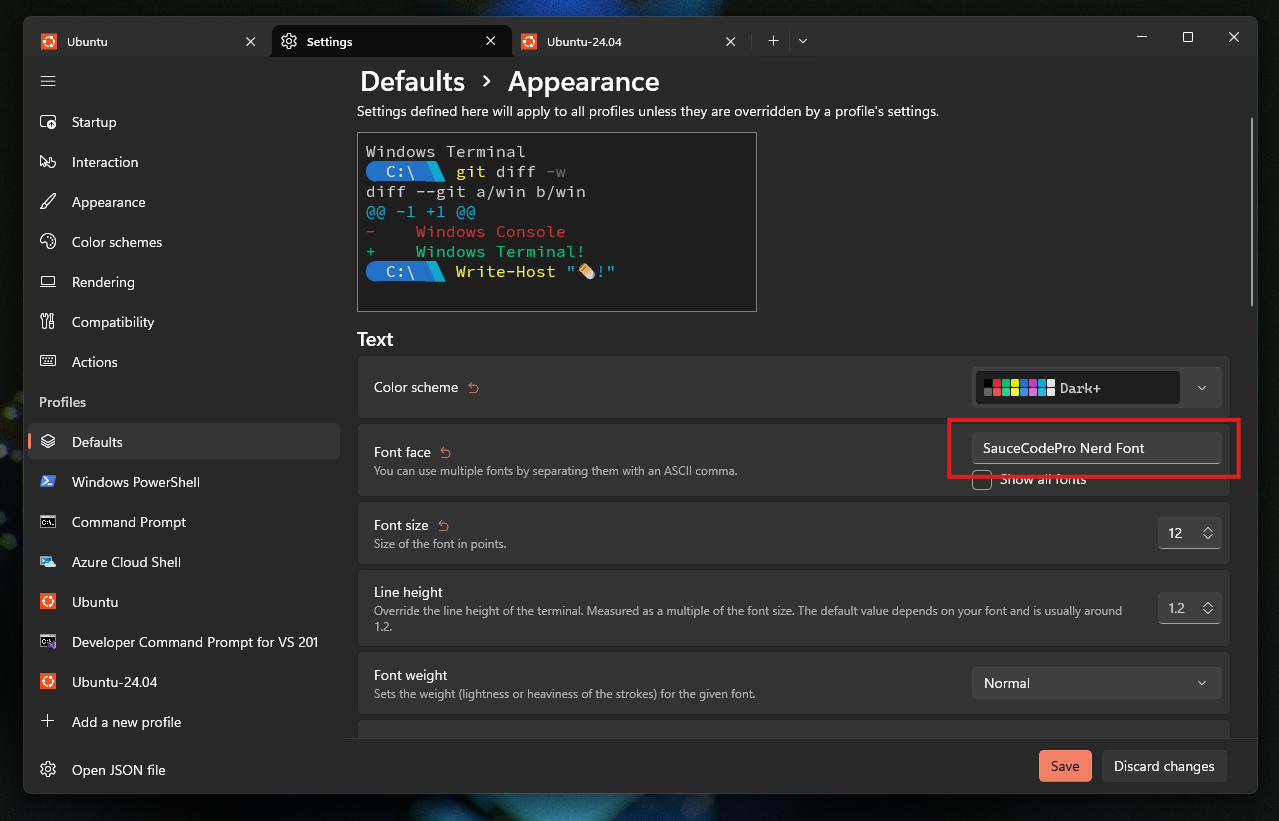 Ubuntu
Settings
Ubuntu-24.04
Startup
Interaction
Appearance
Color schemes
Rendering
Compatibility
Actions
Profiles
Defaults
Windows PowerShell
Command Prompt
Azure Cloud Shell
Ubuntu
Developer Command Prompt for VS 201
Ubuntu-24.04
Add a new profile
Open JSON file
Defaults › Appearance
Settings defined here will apply to all profiles unless they are overridden by a profile's settings.
Windows Terminal
C:\ git diff -w
diff --git a/win b/win
@@ -1 +1 @@
- Windows Console
+ Windows Terminal!
C:\ Write-Host "🌯!"
Text
Color scheme
Dark+
Font face
You can use multiple fonts by separating them with an ASCII comma.
SauceCodePro Nerd Font
Show all fonts
Font size
Size of the font in points.
12
Line height
Override the line height of the terminal. Measured as a multiple of the font size. The default value depends on your font and is usually around
1.2.
1.2
Font weight
Sets the weight (lightness or heaviness of the strokes) for the given font.
Normal
Save
Discard changes